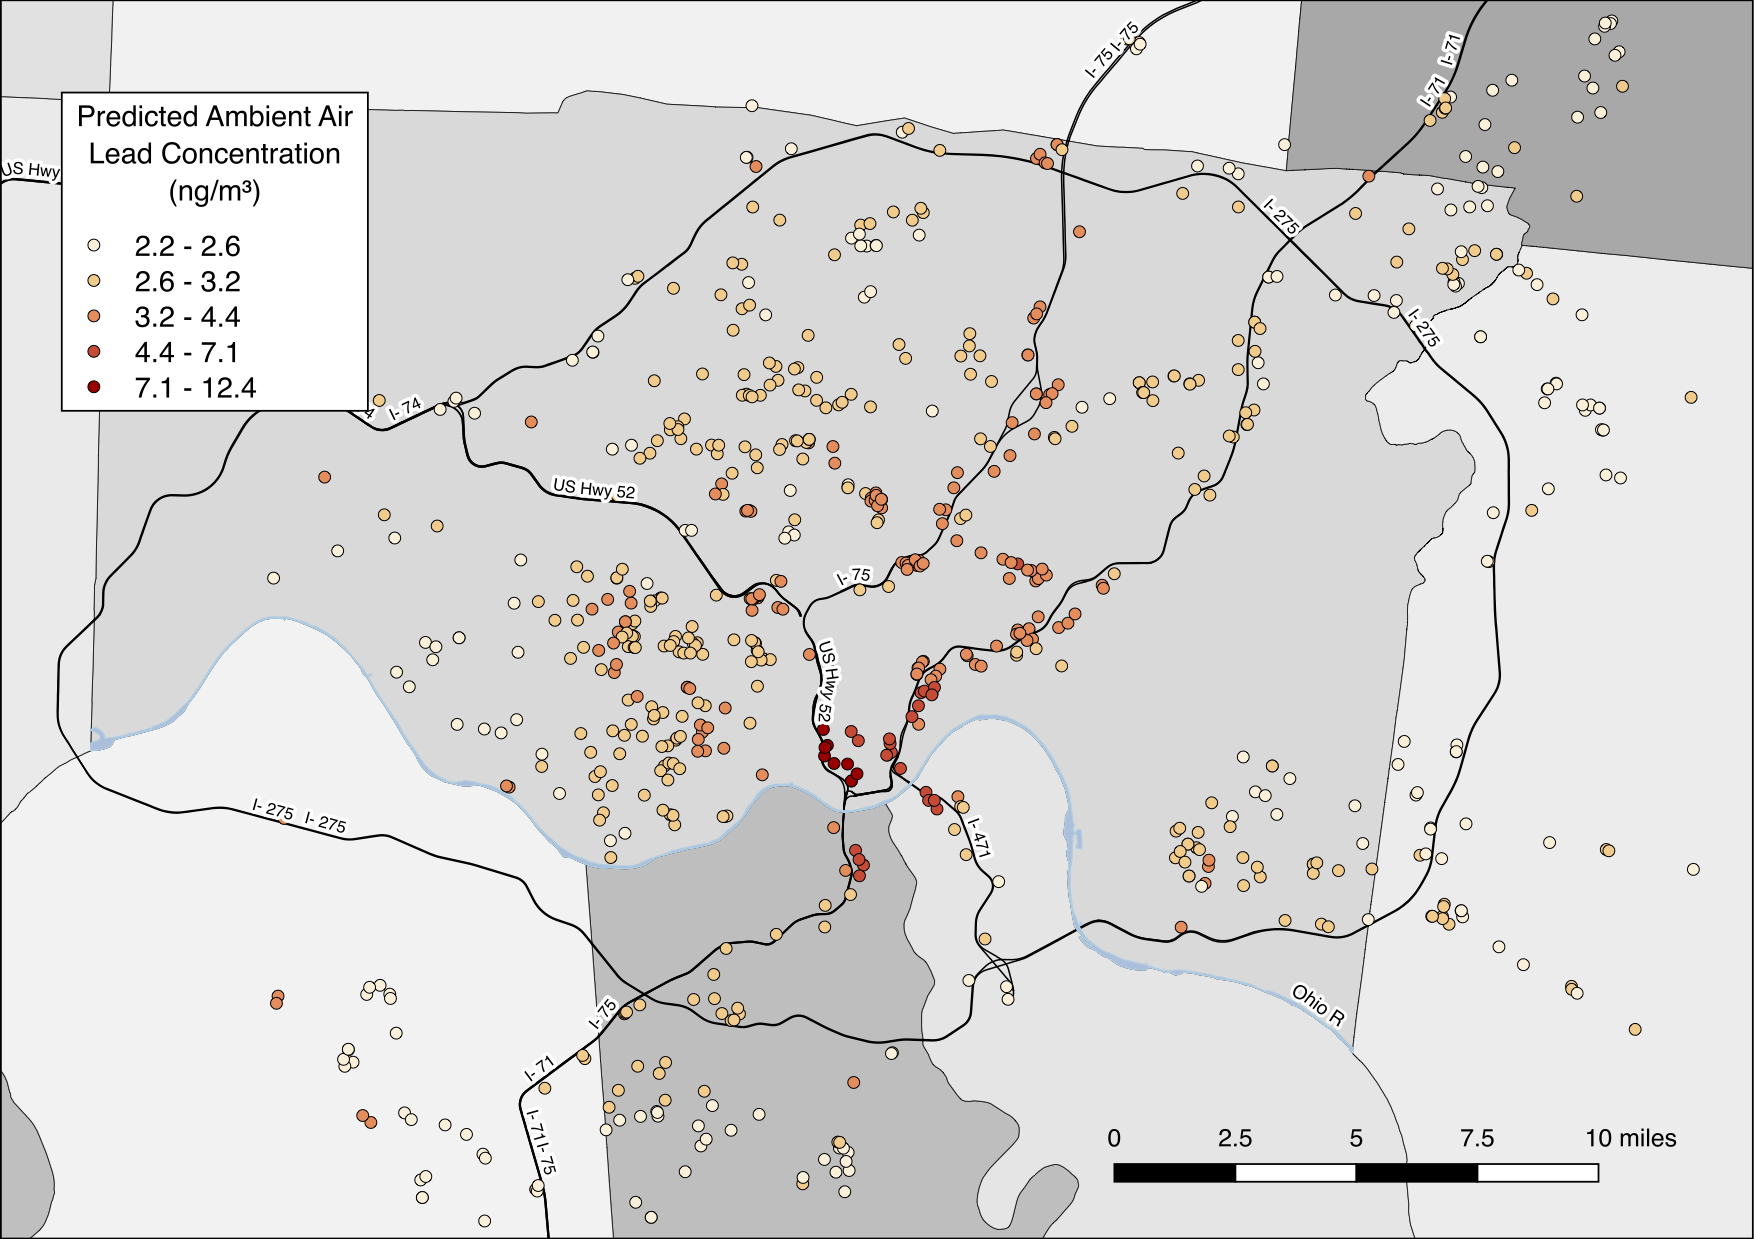 I-75 I-75
I-71
I-71
Predicted Ambient Air
Lead Concentration
(ng/m³)
US Hwy
2.2 - 2.6
2.6 - 3.2
3.2 - 4.4
4.4 - 7.1
7.1 - 12.4
I-275
I-275
4 I-74
US Hwy 52
I-75
US Hwy 52
I-275 I-275
I-471
Ohio R
I-75
I-71
I-71 I-75
0 2.5 5 7.5 10 miles